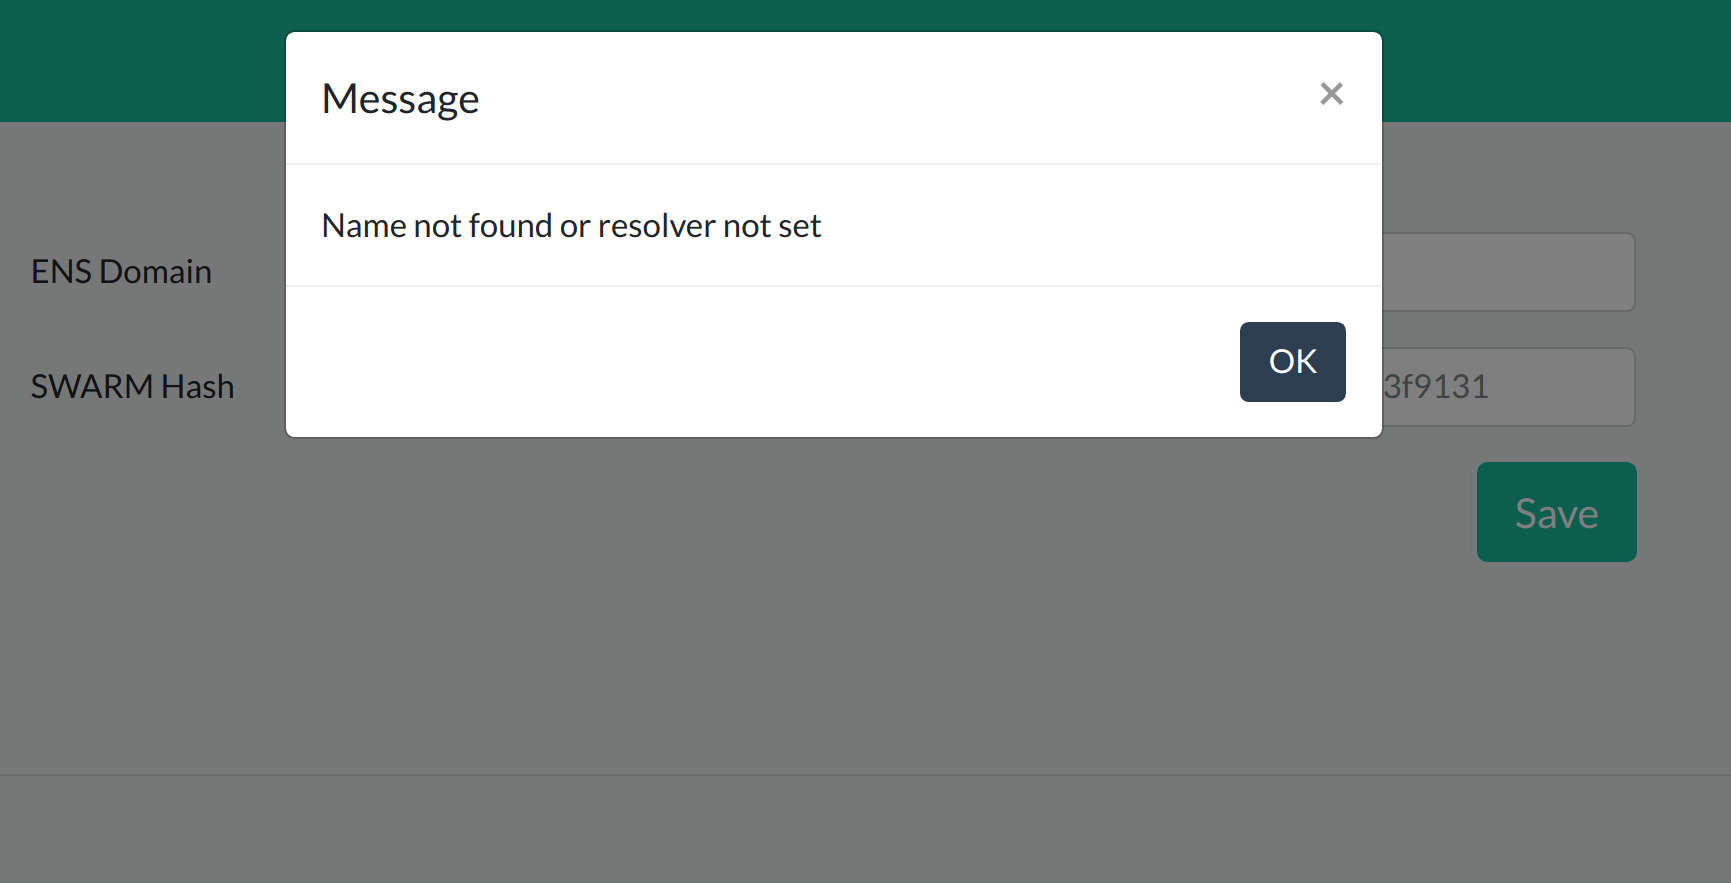 Message
×
Name not found or resolver not set
OK
ENS Domain
SWARM Hash
3f9131
Save